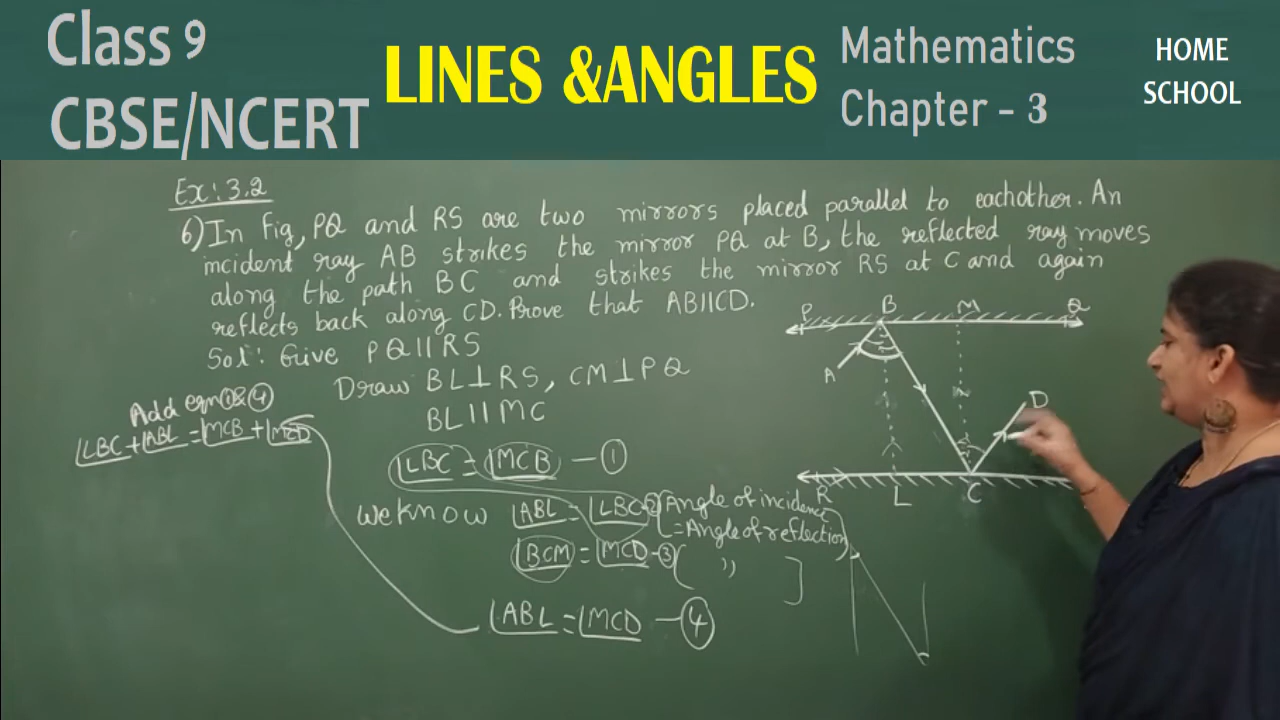 Class 9
CBSE/NCERT
LINES &ANGLES
Mathematics
Chapter - 3
HOME
SCHOOL
Ex: 3.2
6) In Fig, PQ and RS are two mirrors placed parallel to eachother. An
incident ray AB strikes the mirror PQ at B, the reflected ray moves
along the path BC and strikes the mirror RS at C and again
reflects back along CD. Prove that AB||CD.
Sol: Give PQ || RS
Draw BL⊥RS, CM⊥PQ
BL || MC
∠LBC = ∠MCB — ①
We know ∠ABL = ∠LBC - ② [Angle of incidence
= Angle of reflection]
∠BCM = ∠MCD - ③ [ " ]
∠ABL = ∠MCD — ④
Add eqn ① & ④
∠LBC + ∠ABL = ∠MCB + ∠MCD
P B M Q
A
D
R L C